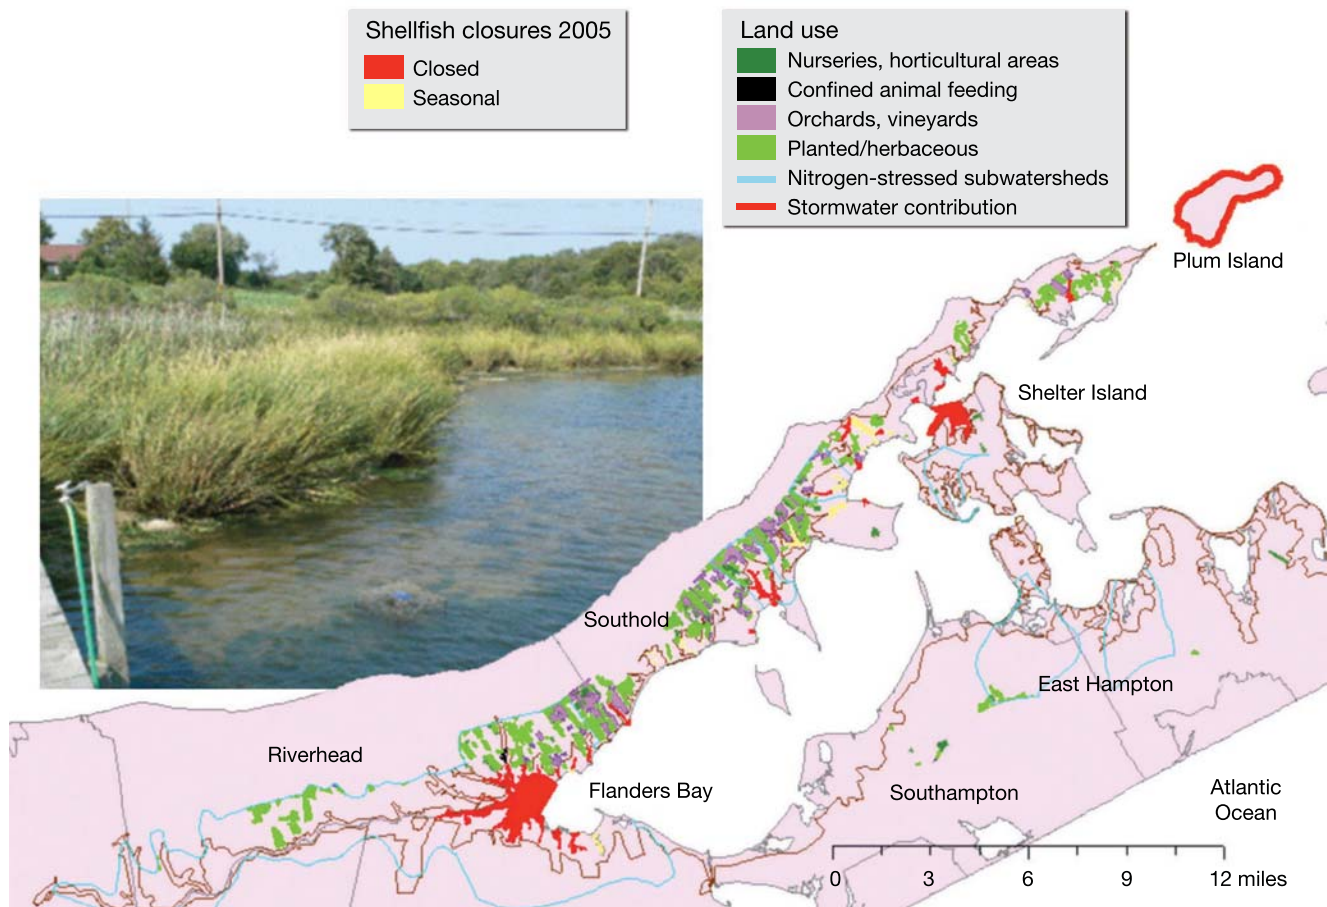 Shellfish closures 2005
Closed
Seasonal
Land use
Nurseries, horticultural areas
Confined animal feeding
Orchards, vineyards
Planted/herbaceous
Nitrogen-stressed subwatersheds
Stormwater contribution
Plum Island
Shelter Island
Southold
East Hampton
Riverhead
Flanders Bay
Southampton
Atlantic
Ocean
0 3 6 9 12 miles